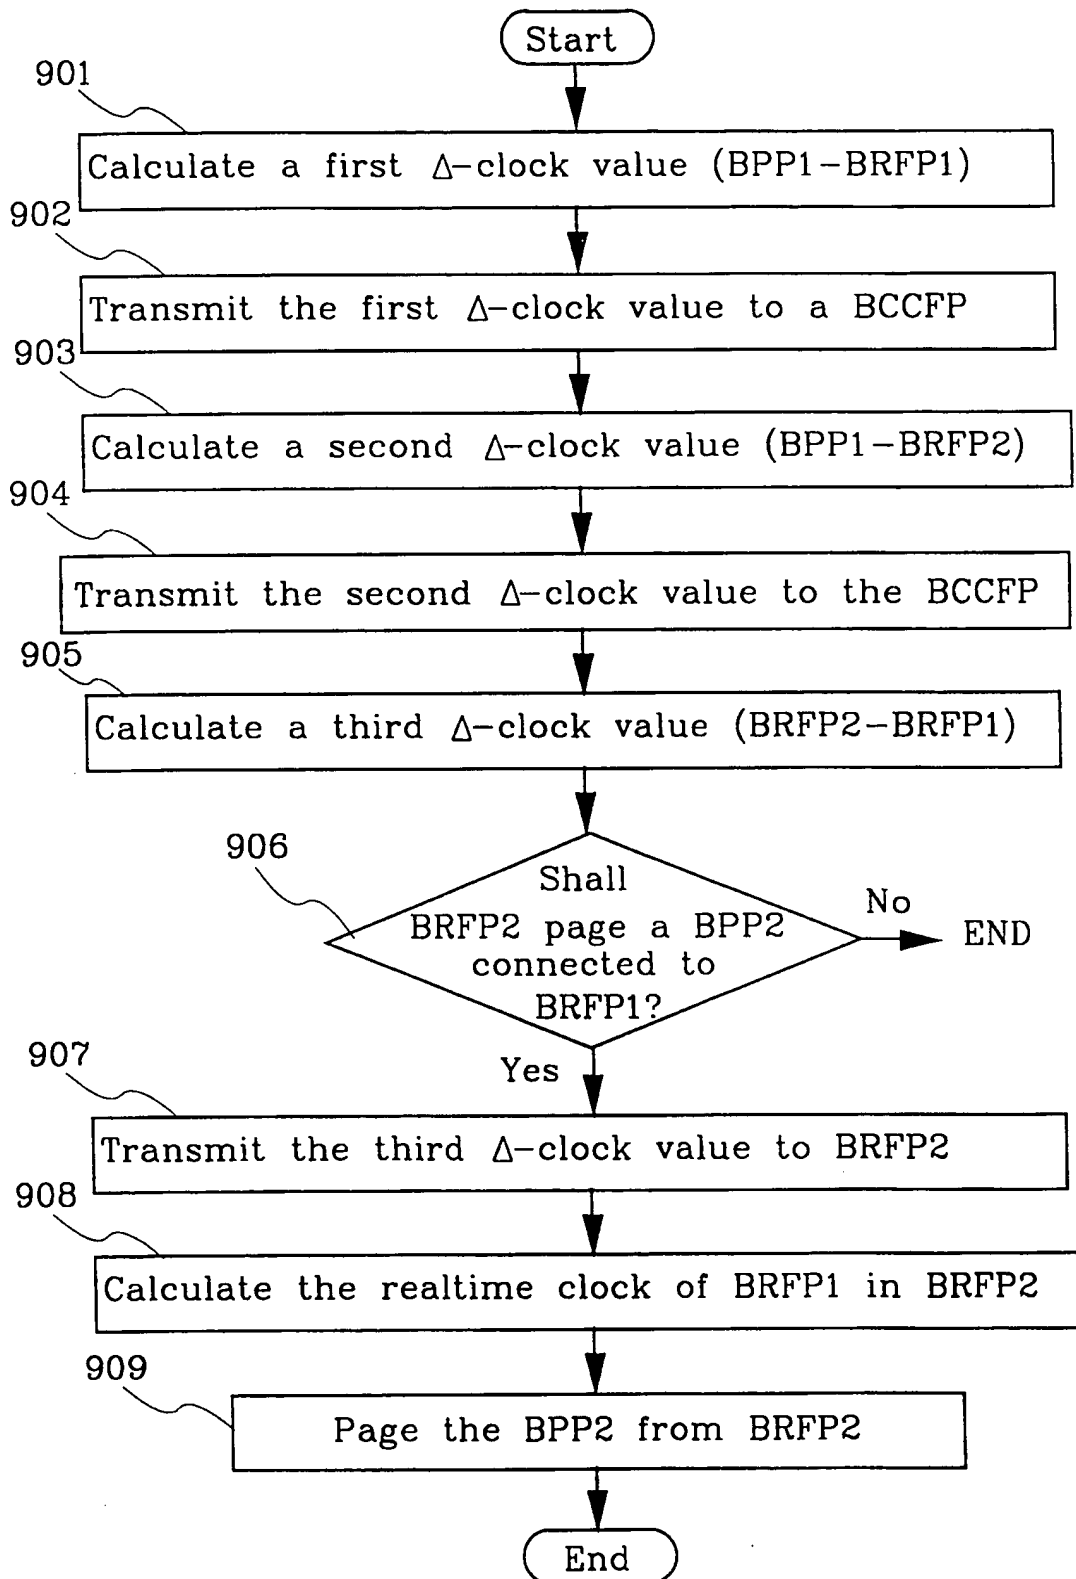 Start
901
Calculate a first Δ-clock value (BPP1-BRFP1)
902
Transmit the first Δ-clock value to a BCCFP
903
Calculate a second Δ-clock value (BPP1-BRFP2)
904
Transmit the second Δ-clock value to the BCCFP
905
Calculate a third Δ-clock value (BRFP2-BRFP1)
906
Shall
BRFP2 page a BPP2
connected to
BRFP1?
No
END
Yes
907
Transmit the third Δ-clock value to BRFP2
908
Calculate the realtime clock of BRFP1 in BRFP2
909
Page the BPP2 from BRFP2
End